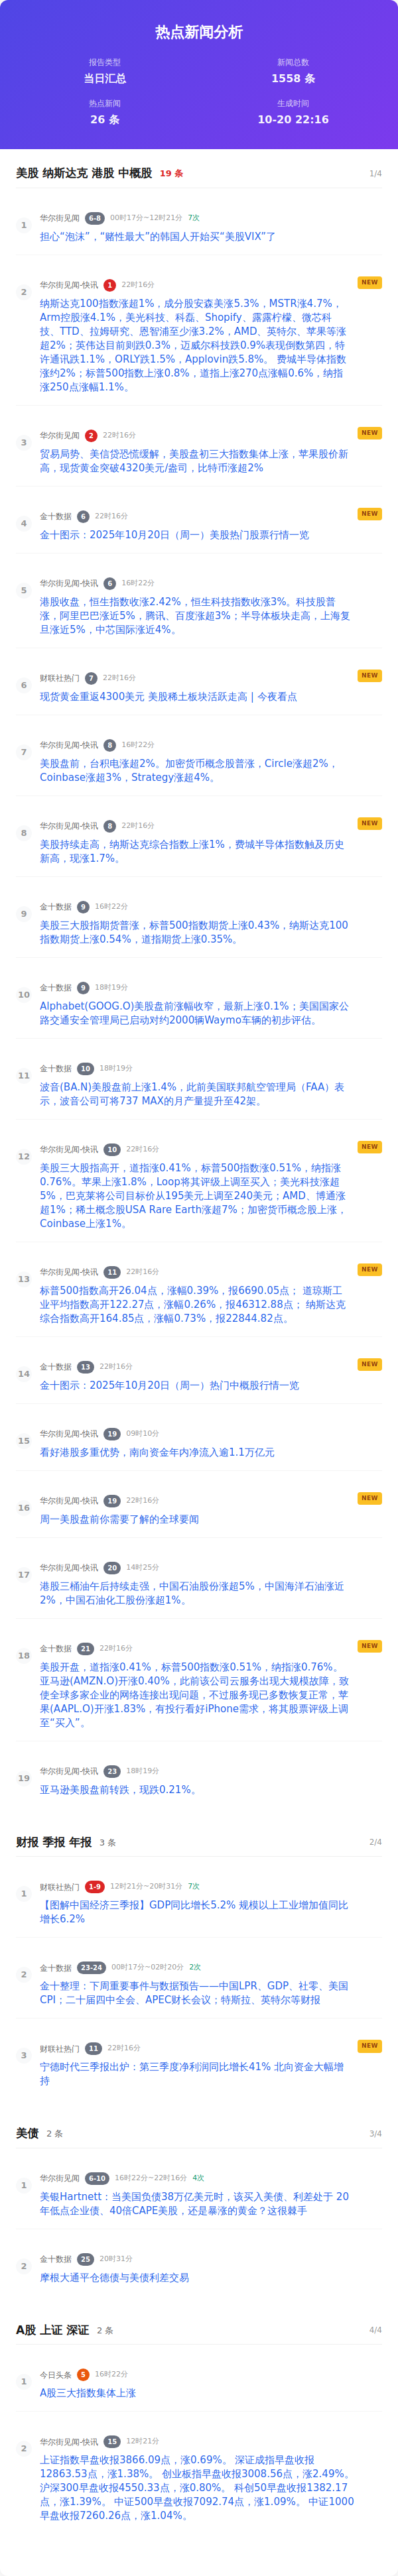 热点新闻分析
报告类型
当日汇总
新闻总数
1558 条
热点新闻
26 条
生成时间
10-20 22:16
美股 纳斯达克 港股 中概股 19 条 1/4
1
华尔街见闻 6-8 00时17分~12时21分 7次
担心“泡沫”，“赌性最大”的韩国人开始买“美股VIX”了
2
华尔街见闻-快讯 1 22时16分 NEW
纳斯达克100指数涨超1%，成分股安森美涨5.3%，MSTR涨4.7%，
Arm控股涨4.1%，美光科技、科磊、Shopify、露露柠檬、微芯科
技、TTD、拉姆研究、恩智浦至少涨3.2%，AMD、英特尔、苹果等涨
超2%；英伟达目前则跌0.3%，迈威尔科技跌0.9%表现倒数第四，特
许通讯跌1.1%，ORLY跌1.5%，Applovin跌5.8%。 费城半导体指数
涨约2%；标普500指数上涨0.8%，道指上涨270点涨幅0.6%，纳指
涨250点涨幅1.1%。
3
华尔街见闻 2 22时16分 NEW
贸易局势、美信贷恐慌缓解，美股盘初三大指数集体上涨，苹果股价新
高，现货黄金突破4320美元/盎司，比特币涨超2%
4
金十数据 6 22时16分 NEW
金十图示：2025年10月20日（周一）美股热门股票行情一览
5
华尔街见闻-快讯 6 16时22分
港股收盘，恒生指数收涨2.42%，恒生科技指数收涨3%。科技股普
涨，阿里巴巴涨近5%，腾讯、百度涨超3%；半导体板块走高，上海复
旦涨近5%，中芯国际涨近4%。
6
财联社热门 7 22时16分 NEW
现货黄金重返4300美元 美股稀土板块活跃走高 | 今夜看点
7
华尔街见闻-快讯 8 16时22分
美股盘前，台积电涨超2%。加密货币概念股普涨，Circle涨超2%，
Coinbase涨超3%，Strategy涨超4%。
8
华尔街见闻-快讯 8 22时16分 NEW
美股持续走高，纳斯达克综合指数上涨1%，费城半导体指数触及历史
新高，现涨1.7%。
9
金十数据 9 16时22分
美股三大股指期货普涨，标普500指数期货上涨0.43%，纳斯达克100
指数期货上涨0.54%，道指期货上涨0.35%。
10
金十数据 9 18时19分
Alphabet(GOOG.O)美股盘前涨幅收窄，最新上涨0.1%；美国国家公
路交通安全管理局已启动对约2000辆Waymo车辆的初步评估。
11
金十数据 10 18时19分
波音(BA.N)美股盘前上涨1.4%，此前美国联邦航空管理局（FAA）表
示，波音公司可将737 MAX的月产量提升至42架。
12
华尔街见闻-快讯 10 22时16分 NEW
美股三大股指高开，道指涨0.41%，标普500指数涨0.51%，纳指涨
0.76%。苹果上涨1.8%，Loop将其评级上调至买入；美光科技涨超
5%，巴克莱将公司目标价从195美元上调至240美元；AMD、博通涨
超1%；稀土概念股USA Rare Earth涨超7%；加密货币概念股上涨，
Coinbase上涨1%。
13
华尔街见闻-快讯 11 22时16分 NEW
标普500指数高开26.04点，涨幅0.39%，报6690.05点； 道琼斯工
业平均指数高开122.27点，涨幅0.26%，报46312.88点； 纳斯达克
综合指数高开164.85点，涨幅0.73%，报22844.82点。
14
金十数据 13 22时16分 NEW
金十图示：2025年10月20日（周一）热门中概股行情一览
15
华尔街见闻-快讯 19 09时10分
看好港股多重优势，南向资金年内净流入逾1.1万亿元
16
华尔街见闻-快讯 19 22时16分 NEW
周一美股盘前你需要了解的全球要闻
17
华尔街见闻-快讯 20 14时25分
港股三桶油午后持续走强，中国石油股份涨超5%，中国海洋石油涨近
2%，中国石油化工股份涨超1%。
18
金十数据 21 22时16分 NEW
美股开盘，道指涨0.41%，标普500指数涨0.51%，纳指涨0.76%。
亚马逊(AMZN.O)开涨0.40%，此前该公司云服务出现大规模故障，致
使全球多家企业的网络连接出现问题，不过服务现已多数恢复正常，苹
果(AAPL.O)开涨1.83%，有投行看好iPhone需求，将其股票评级上调
至“买入”。
19
华尔街见闻-快讯 23 18时19分
亚马逊美股盘前转跌，现跌0.21%。
财报 季报 年报 3 条 2/4
1
财联社热门 1-9 12时21分~20时31分 7次
【图解中国经济三季报】GDP同比增长5.2% 规模以上工业增加值同比
增长6.2%
2
金十数据 23-24 00时17分~02时20分 2次
金十整理：下周重要事件与数据预告——中国LPR、GDP、社零、美国
CPI；二十届四中全会、APEC财长会议；特斯拉、英特尔等财报
3
财联社热门 11 22时16分 NEW
宁德时代三季报出炉：第三季度净利润同比增长41% 北向资金大幅增
持
美债 2 条 3/4
1
华尔街见闻 6-10 16时22分~22时16分 4次
美银Hartnett：当美国负债38万亿美元时，该买入美债、利差处于 20
年低点企业债、40倍CAPE美股，还是暴涨的黄金？这很棘手
2
金十数据 25 20时31分
摩根大通平仓德债与美债利差交易
A股 上证 深证 2 条 4/4
1
今日头条 5 16时22分
A股三大指数集体上涨
2
华尔街见闻-快讯 15 12时21分
上证指数早盘收报3866.09点，涨0.69%。 深证成指早盘收报
12863.53点，涨1.38%。 创业板指早盘收报3008.56点，涨2.49%。
沪深300早盘收报4550.33点，涨0.80%。 科创50早盘收报1382.17
点，涨1.39%。 中证500早盘收报7092.74点，涨1.09%。 中证1000
早盘收报7260.26点，涨1.04%。